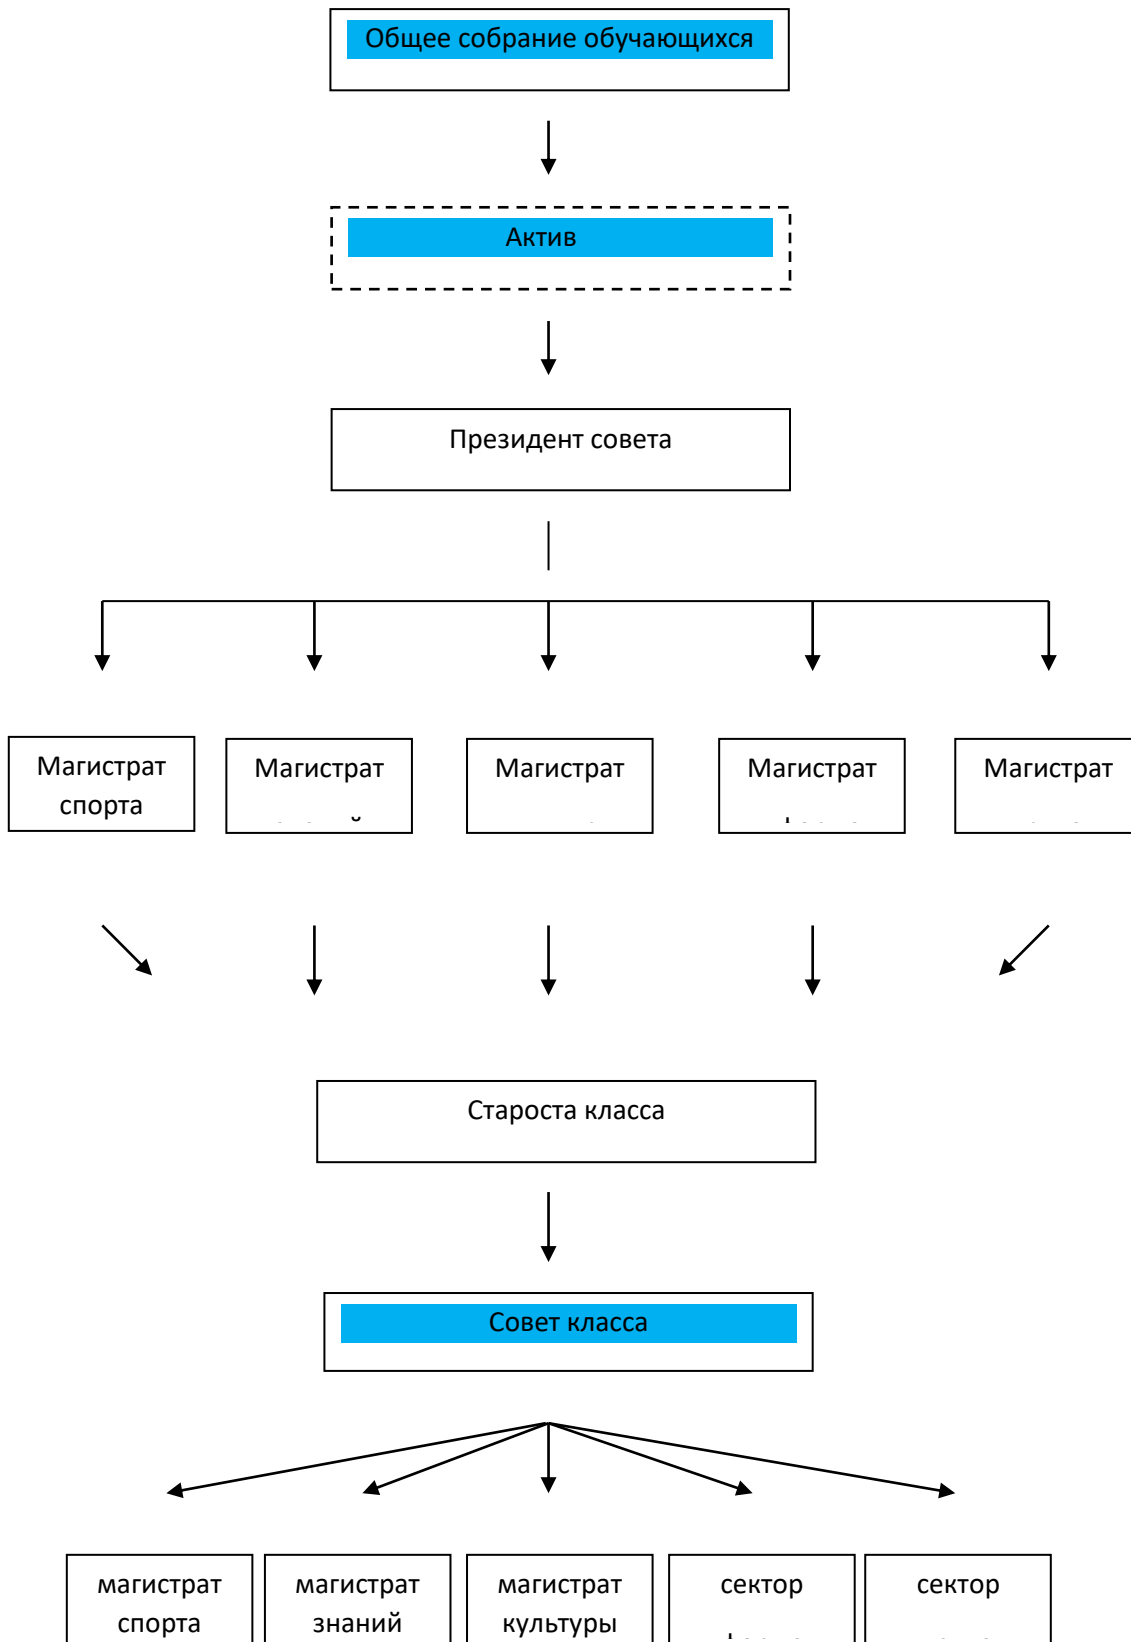 Общее собрание обучающихся
Актив
Президент совета
Магистрат
спорта
Магистрат
Магистрат
Магистрат
Магистрат
Староста класса
Совет класса
магистрат
спорта
магистрат
знаний
магистрат
культуры
сектор
сектор